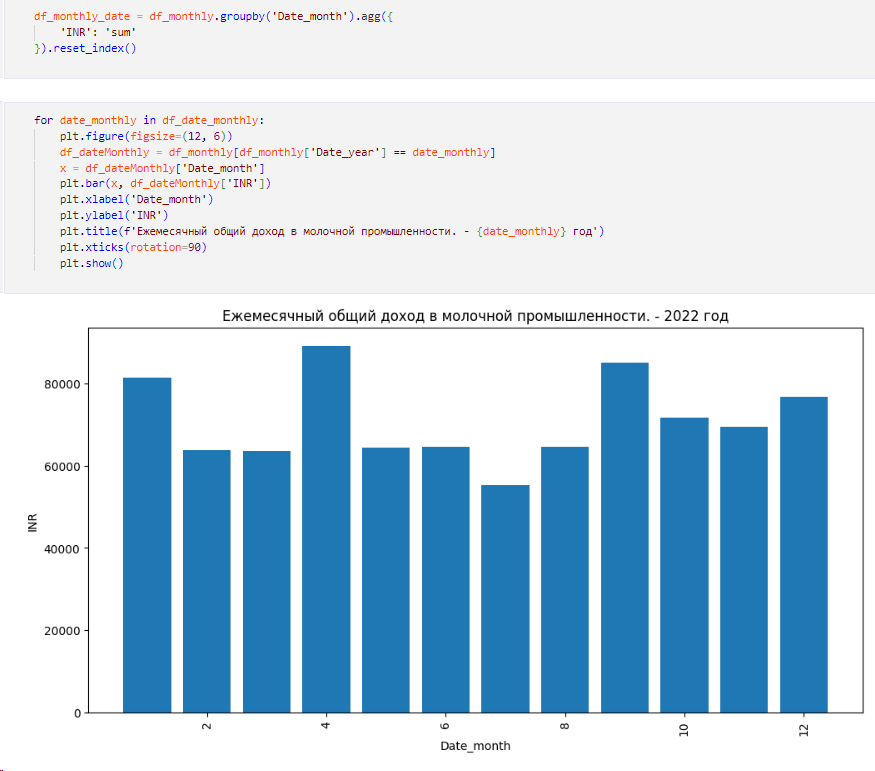 df_monthly_date = df_monthly.groupby('Date_month').agg({
    'INR': 'sum'
}).reset_index()
for date_monthly in df_date_monthly:
    plt.figure(figsize=(12, 6))
    df_dateMonthly = df_monthly[df_monthly['Date_year'] == date_monthly]
    x = df_dateMonthly['Date_month']
    plt.bar(x, df_dateMonthly['INR'])
    plt.xlabel('Date_month')
    plt.ylabel('INR')
    plt.title(f'Ежемесячный общий доход в молочной промышленности. - {date_monthly} год')
    plt.xticks(rotation=90)
    plt.show()
Ежемесячный общий доход в молочной промышленности. - 2022 год
80000
60000
40000
20000
0
INR
2 4 6 8 10 12
Date_month